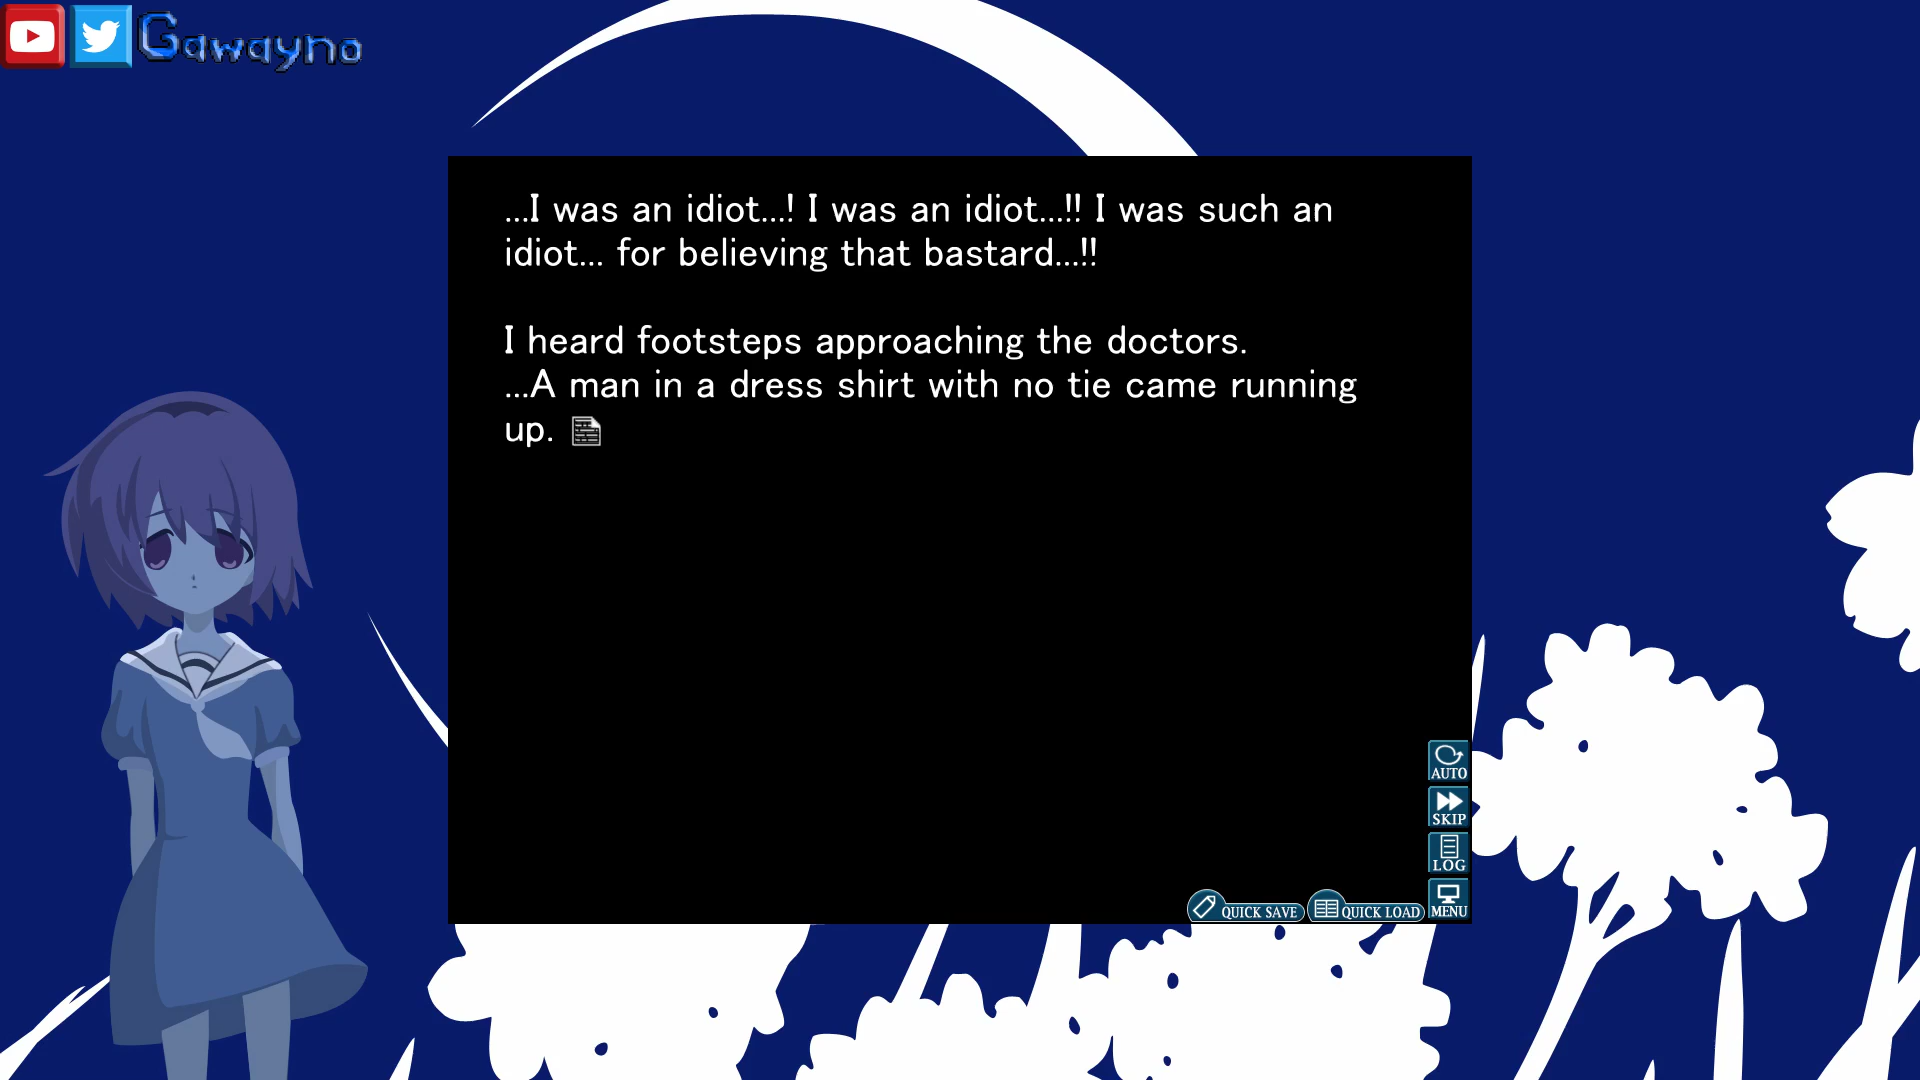 Gawayno
...I was an idiot...! I was an idiot...!! I was such an
idiot... for believing that bastard...!!
I heard footsteps approaching the doctors.
...A man in a dress shirt with no tie came running
up.
AUTO
SKIP
LOG
MENU
QUICK SAVE
QUICK LOAD